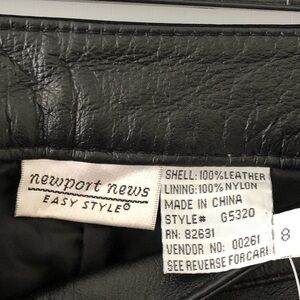 newport news
EASY STYLE®
SHELL: 100% LEATHER
LINING: 100% NYLON
MADE IN CHINA
STYLE# G5320
RN: 82631
VENDOR NO: 00261
SEE REVERSE FOR CARE
8